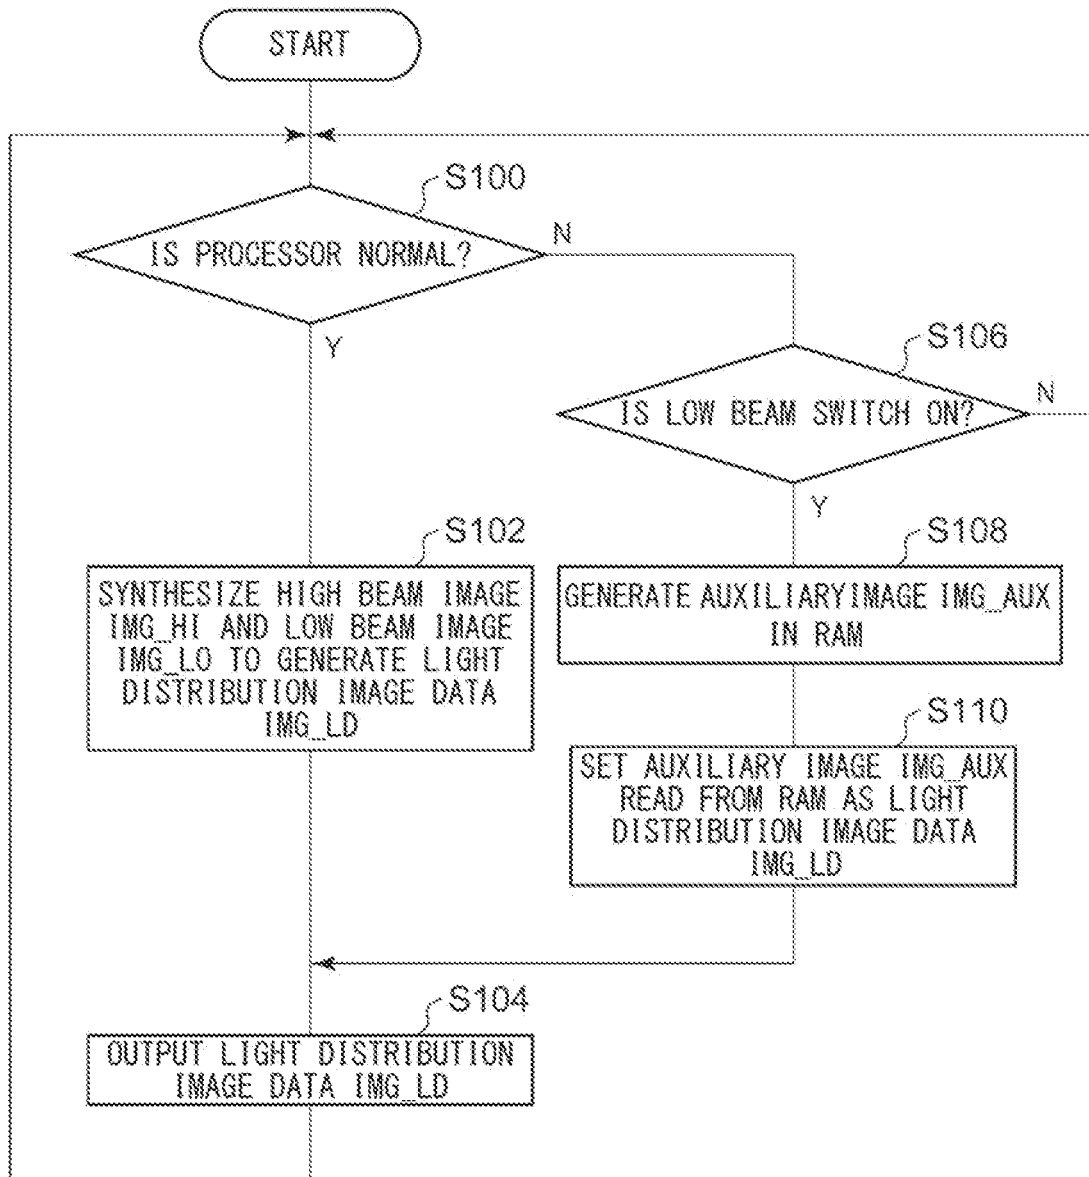 START
S100
IS PROCESSOR NORMAL?
N
Y
S106
IS LOW BEAM SWITCH ON?
N
Y
S102
SYNTHESIZE HIGH BEAM IMAGE
IMG_HI AND LOW BEAM IMAGE
IMG_LO TO GENERATE LIGHT
DISTRIBUTION IMAGE DATA
IMG_LD
S108
GENERATE AUXILIARYIMAGE IMG_AUX
IN RAM
S110
SET AUXILIARY IMAGE IMG_AUX
READ FROM RAM AS LIGHT
DISTRIBUTION IMAGE DATA
IMG_LD
S104
OUTPUT LIGHT DISTRIBUTION
IMAGE DATA IMG_LD